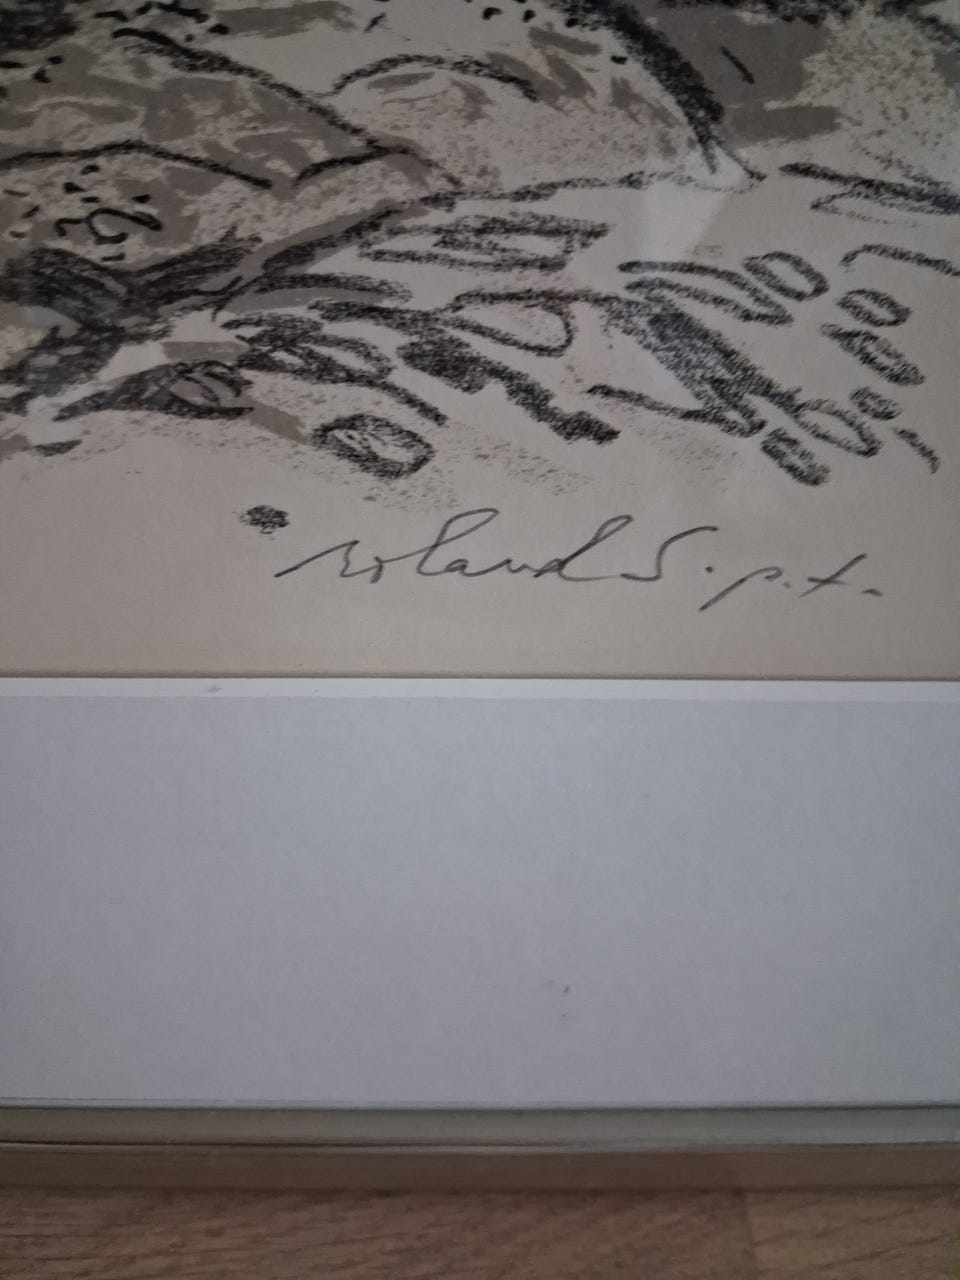 roland S. p.t.